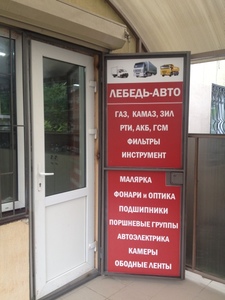 ЛЕБЕДЬ-АВТО
ГАЗ, КАМАЗ, ЗИЛ
РТИ, АКБ, ГСМ
ФИЛЬТРЫ
ИНСТРУМЕНТ
МАЛЯРКА
ФОНАРИ и ОПТИКА
ПОДШИПНИКИ
ПОРШНЕВЫЕ ГРУППЫ
АВТОЭЛЕКТРИКА
КАМЕРЫ
ОБОДНЫЕ ЛЕНТЫ